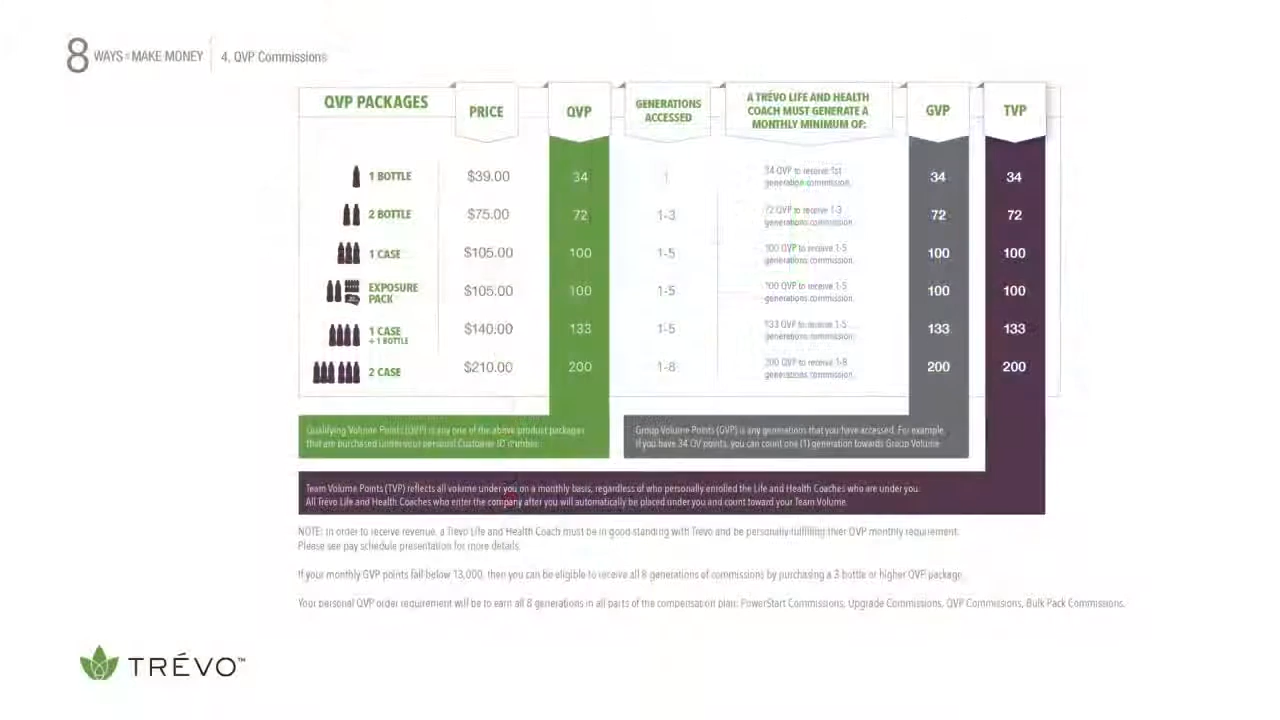 8 WAYS to MAKE MONEY | 4. QVP Commissions
QVP PACKAGES
PRICE
QVP
GENERATIONS
ACCESSED
A TRÉVO LIFE AND HEALTH
COACH MUST GENERATE A
MONTHLY MINIMUM OF:
GVP
TVP
1 BOTTLE $39.00 34 1
34 QVP to receive 1st
generation commission.
34 34
2 BOTTLE $75.00 72 1-3
72 QVP to receive 1-3
generations commission.
72 72
1 CASE $105.00 100 1-5
100 QVP to receive 1-5
generations commission.
100 100
EXPOSURE
PACK
$105.00 100 1-5
100 QVP to receive 1-5
generations commission.
100 100
1 CASE
+ 1 BOTTLE
$140.00 133 1-5
133 QVP to receive 1-5
generations commission.
133 133
2 CASE $210.00 200 1-8
200 QVP to receive 1-8
generations commission.
200 200
Qualifying Volume Points (QVP) is any one of the above product packages
that are purchased under your personal Customer ID number.
Group Volume Points (GVP) is any generations that you have accessed. For example,
if you have 34 QV points, you can count one (1) generation towards Group Volume.
Team Volume Points (TVP) reflects all volume under you on a monthly basis, regardless of who personally enrolled the Life and Health Coaches who are under you.
All Trévo Life and Health Coaches who enter the company after you will automatically be placed under you and count toward your Team Volume.
NOTE: In order to receive revenue, a Trévo Life and Health Coach must be in good standing with Trévo and be personally fulfilling their QVP monthly requirement.
Please see pay schedule presentation for more details.
If your monthly GVP points fall below 13,000, then you can be eligible to receive all 8 generations of commissions by purchasing a 3 bottle or higher QVP package.
Your personal QVP order requirement will be to earn all 8 generations in all parts of the compensation plan: PowerStart Commissions, Upgrade Commissions, QVP Commissions, Bulk Pack Commissions.
TRÉVO™